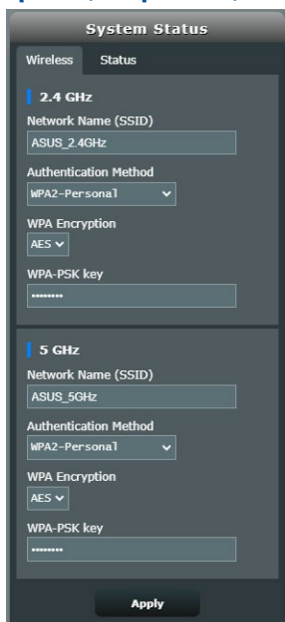 System Status
Wireless Status
2.4 GHz
Network Name (SSID)
ASUS_2.4GHz
Authentication Method
WPA2-Personal
WPA Encryption
AES
WPA-PSK key
••••••••
5 GHz
Network Name (SSID)
ASUS_5GHz
Authentication Method
WPA2-Personal
WPA Encryption
AES
WPA-PSK key
••••••••
Apply